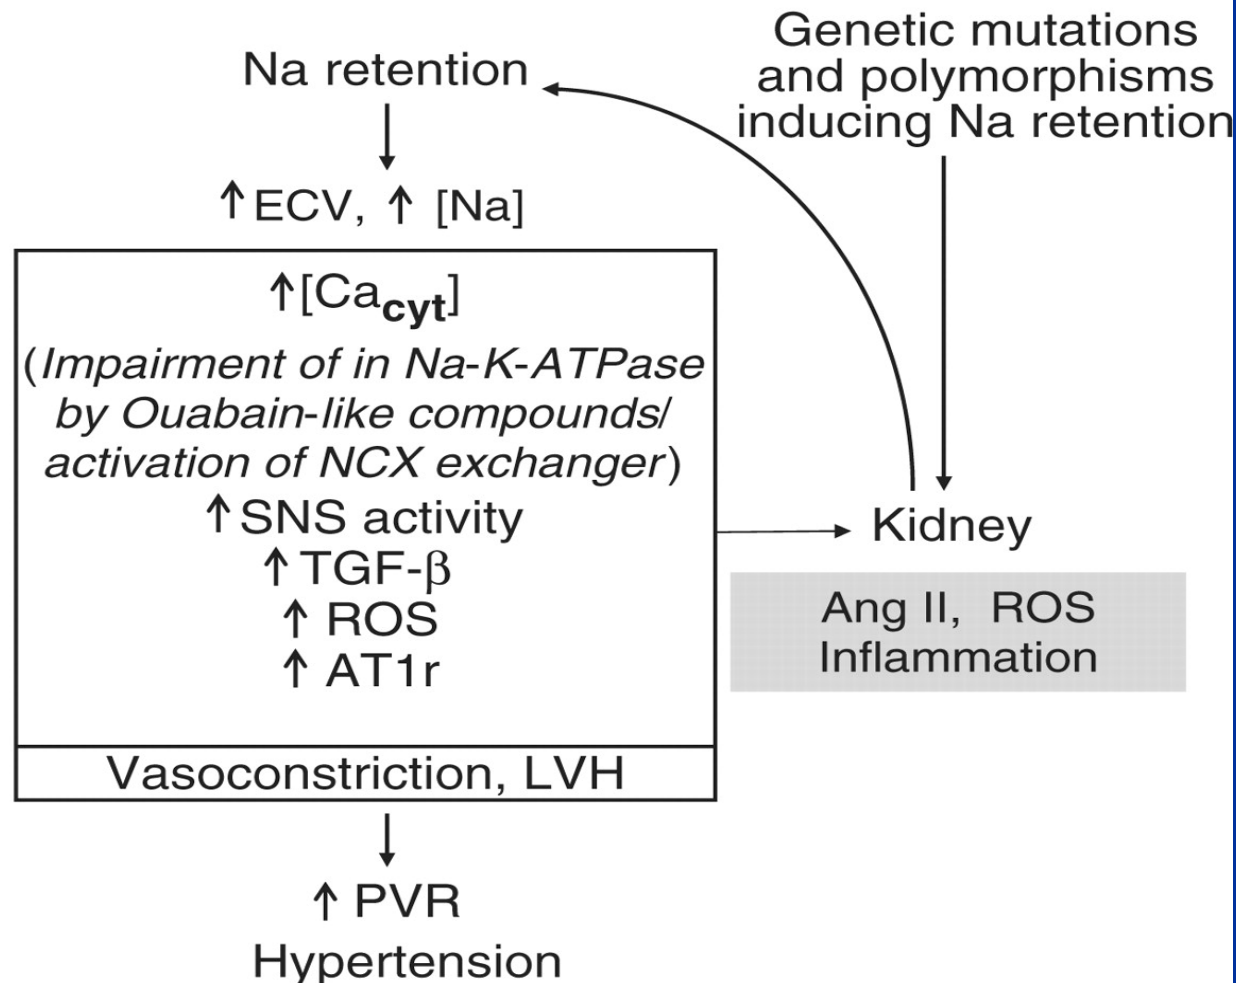 Na retention
↑ ECV, ↑ [Na]
↑[Cacyt]
(Impairment of in Na-K-ATPase
by Ouabain-like compounds/
activation of NCX exchanger)
↑ SNS activity
↑ TGF-β
↑ ROS
↑ AT1r
Vasoconstriction, LVH
↑ PVR
Hypertension
Genetic mutations
and polymorphisms
inducing Na retention
Kidney
Ang II, ROS
Inflammation